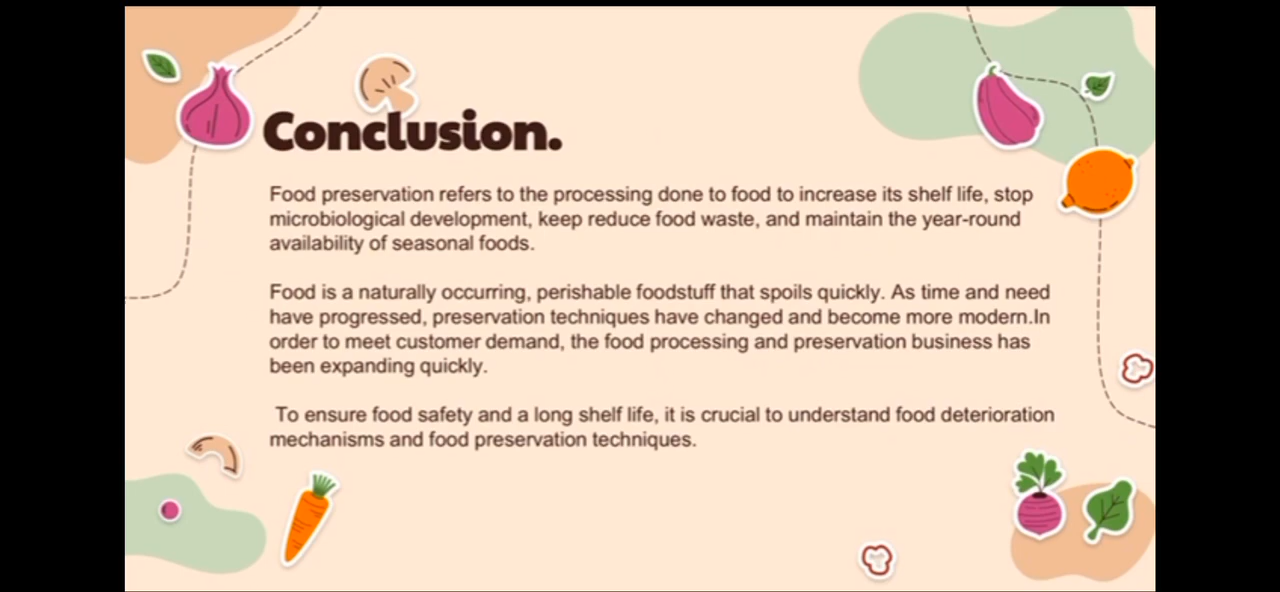 Conclusion.
Food preservation refers to the processing done to food to increase its shelf life, stop
microbiological development, keep reduce food waste, and maintain the year-round
availability of seasonal foods.
Food is a naturally occurring, perishable foodstuff that spoils quickly. As time and need
have progressed, preservation techniques have changed and become more modern.In
order to meet customer demand, the food processing and preservation business has
been expanding quickly.
To ensure food safety and a long shelf life, it is crucial to understand food deterioration
mechanisms and food preservation techniques.